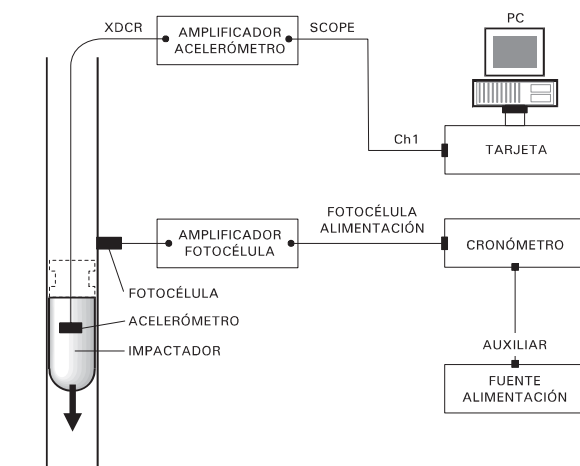 PC
XDCR
AMPLIFICADOR
ACELERÓMETRO
SCOPE
Ch1
TARJETA
FOTOCÉLULA
ALIMENTACIÓN
AMPLIFICADOR
FOTOCÉLULA
CRONÓMETRO
FOTOCÉLULA
ACELERÓMETRO
IMPACTADOR
AUXILIAR
FUENTE
ALIMENTACIÓN